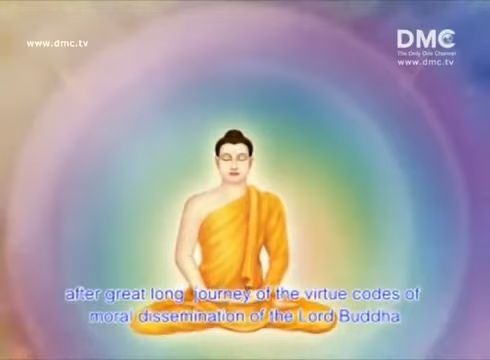 www.dmc.tv
DMC
The Only One Channel
www.dmc.tv
after great long journey of the virtue codes of
moral dissemination of the Lord Buddha